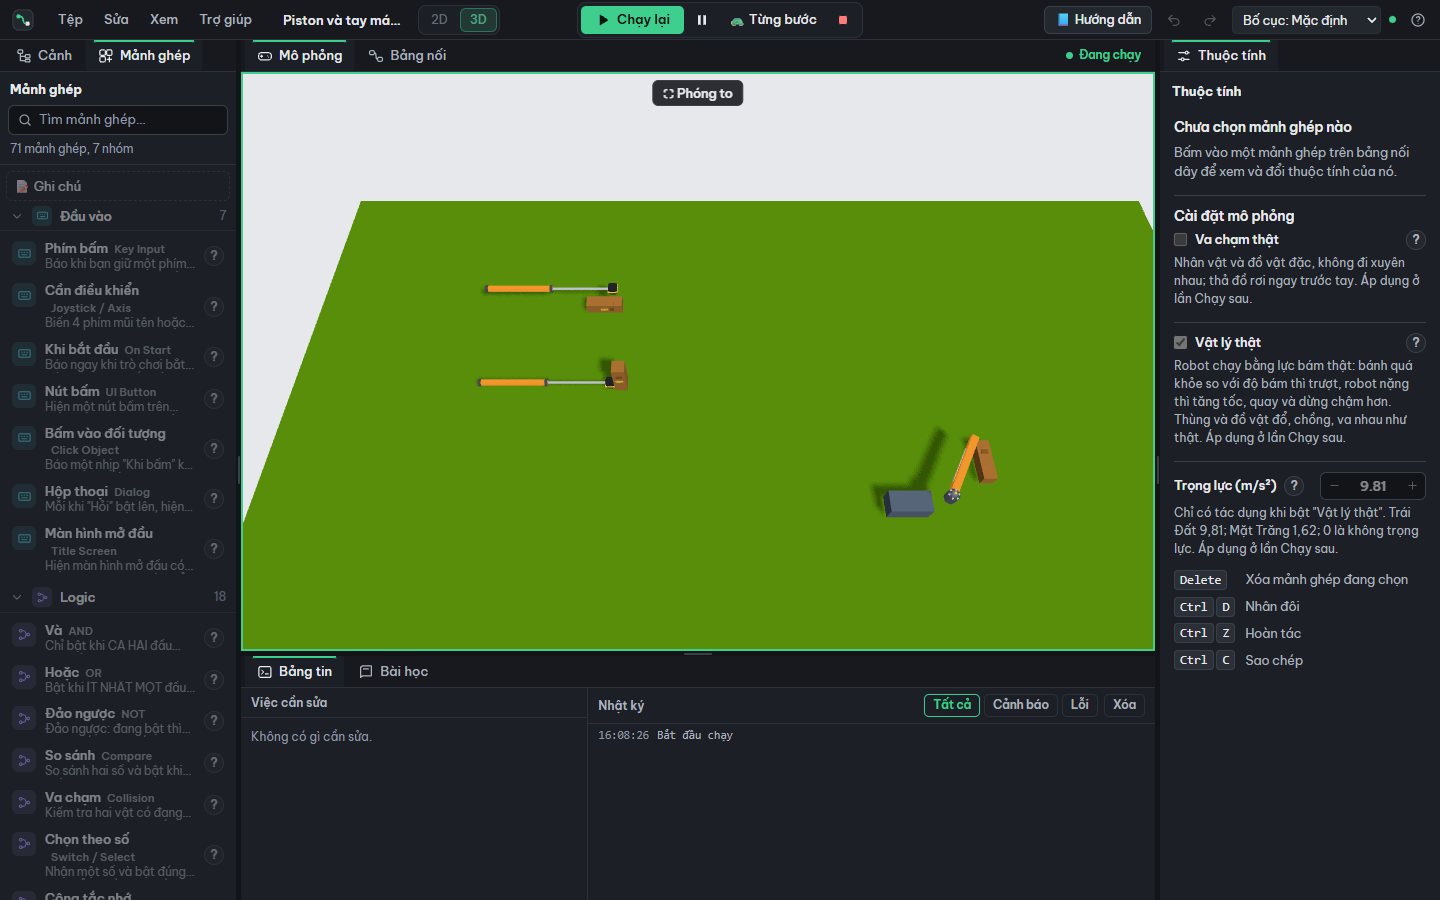 Tệp
Sửa
Xem
Trợ giúp
Piston và tay má...
2D
3D
Chạy lại
Từng bước
Hướng dẫn
Bố cục: Mặc định
Cảnh
Mảnh ghép
Mảnh ghép
Tìm mảnh ghép...
71 mảnh ghép, 7 nhóm
Ghi chú
Đầu vào 7
Phím bấm Key Input
Báo khi bạn giữ một phím...
Cần điều khiển
Joystick / Axis
Biến 4 phím mũi tên hoặc...
Khi bắt đầu On Start
Báo ngay khi trò chơi bắt...
Nút bấm UI Button
Hiện một nút bấm trên...
Bấm vào đối tượng
Click Object
Báo một nhịp "Khi bấm" k...
Hộp thoại Dialog
Mỗi khi "Hỏi" bật lên, hiện...
Màn hình mở đầu
Title Screen
Hiện màn hình mở đầu có...
Logic 18
Và AND
Chỉ bật khi CẢ HAI đầu...
Hoặc OR
Bật khi ÍT NHẤT MỘT đầu...
Đảo ngược NOT
Đảo ngược: đang bật thì...
So sánh Compare
So sánh hai số và bật khi...
Va chạm Collision
Kiểm tra hai vật có đang...
Chọn theo số
Switch / Select
Nhận một số và bật đúng...
Công tắc nhớ
Mô phỏng
Bảng nối
Đang chạy
Phóng to
Bảng tin
Bài học
Việc cần sửa
Không có gì cần sửa.
Nhật ký
Tất cả
Cảnh báo
Lỗi
Xóa
16:08:26 Bắt đầu chạy
Thuộc tính
Thuộc tính
Chưa chọn mảnh ghép nào
Bấm vào một mảnh ghép trên bảng nối
dây để xem và đổi thuộc tính của nó.
Cài đặt mô phỏng
Va chạm thật
Nhân vật và đồ vật đặc, không đi xuyên
nhau; thả đồ rơi ngay trước tay. Áp dụng ở
lần Chạy sau.
Vật lý thật
Robot chạy bằng lực bám thật: bánh quá
khỏe so với độ bám thì trượt, robot nặng
thì tăng tốc, quay và dừng chậm hơn.
Thùng và đồ vật đổ, chồng, va nhau như
thật. Áp dụng ở lần Chạy sau.
Trọng lực (m/s²) ? − 9.81 +
Chỉ có tác dụng khi bật "Vật lý thật". Trái
Đất 9,81; Mặt Trăng 1,62; 0 là không trọng
lực. Áp dụng ở lần Chạy sau.
Delete Xóa mảnh ghép đang chọn
Ctrl D Nhân đôi
Ctrl Z Hoàn tác
Ctrl C Sao chép